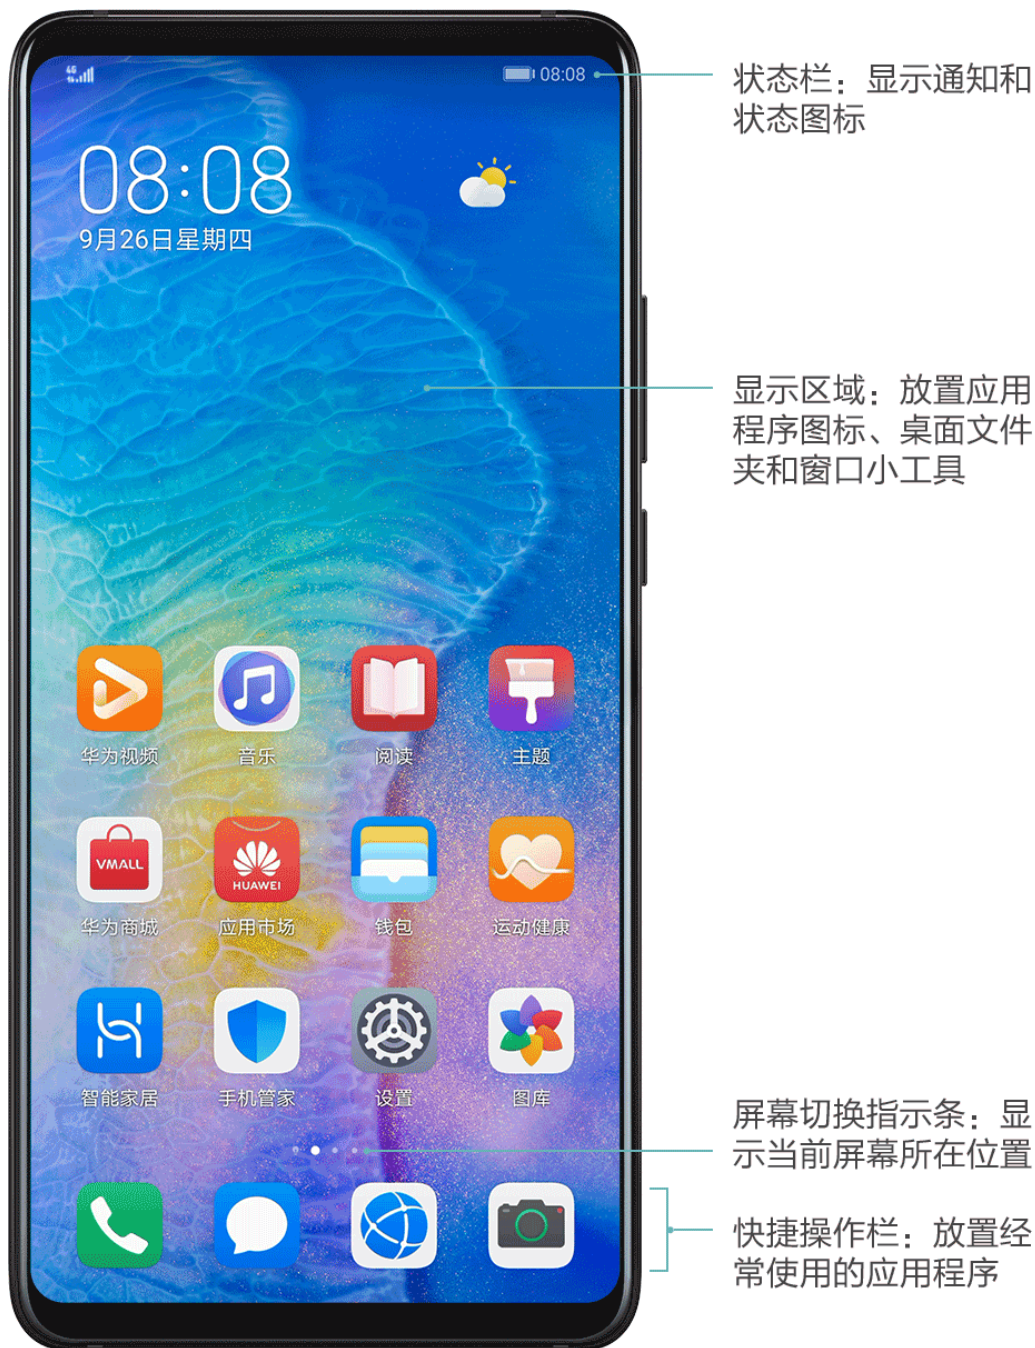 4G
08:08
状态栏：显示通知和
状态图标
08:08
9月26日星期四
显示区域：放置应用
程序图标、桌面文件
夹和窗口小工具
华为视频
音乐
阅读
主题
VMALL
HUAWEI
华为商城
应用市场
钱包
运动健康
智能家居
手机管家
设置
图库
屏幕切换指示条：显
示当前屏幕所在位置
快捷操作栏：放置经
常使用的应用程序